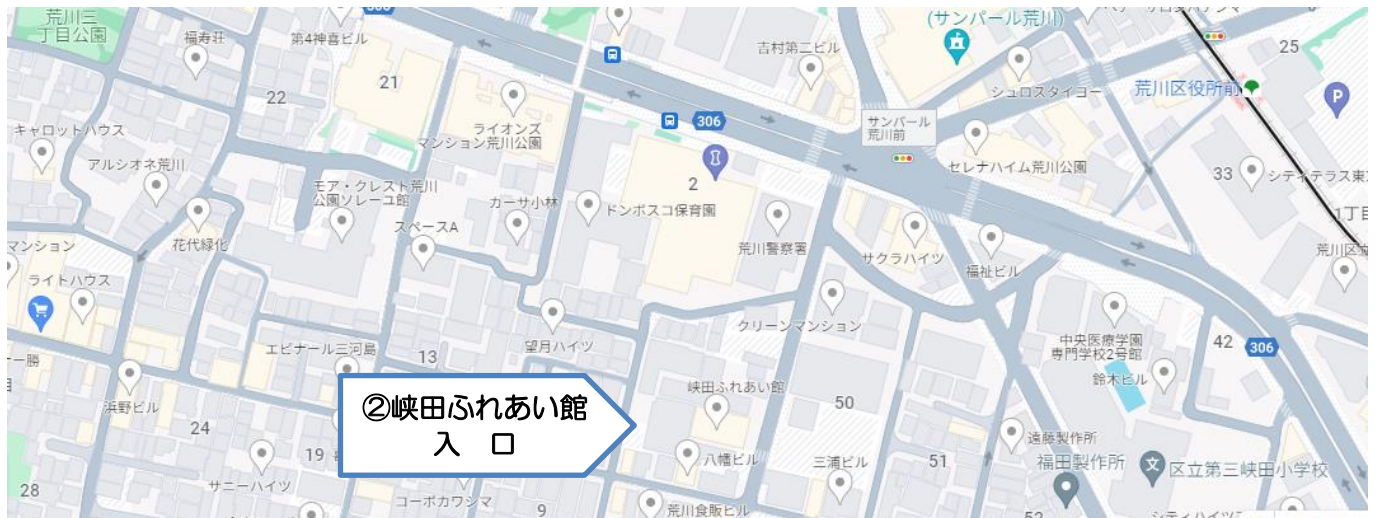 荒川三
丁目公園
福寿荘
第4神喜ビル
306
(サンパール荒川)
吉村第二ビル
25
21
22
シュロスタイヨー
荒川区役所前
P
キャロットハウス
ライオンズ
マンション荒川公園
306
サンパール
荒川前
アルシオネ荒川
セレナハイム荒川公園
2
33
シティテラス東
モア・クレスト荒川
公園ソレーユ館
カーサ小林
ドンボスコ保育園
1丁目
スペースA
マンション
花代緑化
荒川警察署
サクラハイツ
福祉ビル
荒川区立
ライトハウス
クリーンマンション
中央医療学園
専門学校2号館
42
306
エピナール三河島
13
望月ハイツ
一勝
鈴木ビル
峡田ふれあい館
浜野ビル
②峡田ふれあい館
入 口
50
24
19
遠藤製作所
八幡ビル
三浦ビル
51
福田製作所
文
区立第三峡田小学校
サニーハイツ
28
コーポカワシマ
9
荒川食販ビル
52
シティハイツ